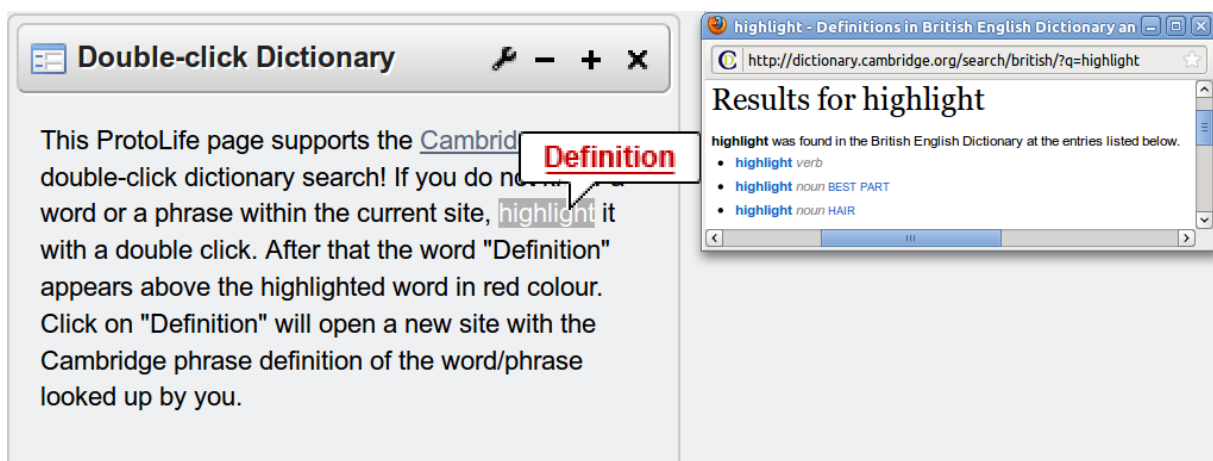 Double-click Dictionary
This ProtoLife page supports the Cambrid
double-click dictionary search! If you do not
word or a phrase within the current site, highlight it
with a double click. After that the word "Definition"
appears above the highlighted word in red colour.
Click on "Definition" will open a new site with the
Cambridge phrase definition of the word/phrase
looked up by you.
Definition
highlight - Definitions in British English Dictionary an
http://dictionary.cambridge.org/search/british/?q=highlight
Results for highlight
highlight was found in the British English Dictionary at the entries listed below.
• highlight verb
• highlight noun BEST PART
• highlight noun HAIR